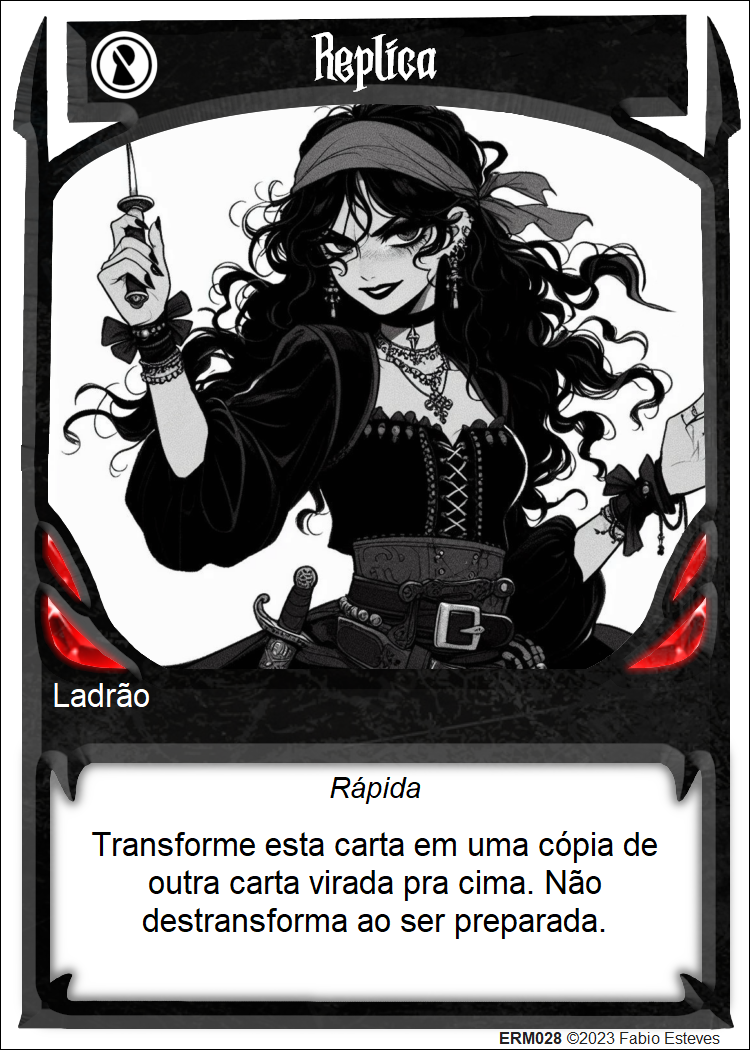 Replica
Ladrão
Rápida
Transforme esta carta em uma cópia de
outra carta virada pra cima. Não
destransforma ao ser preparada.
ERM028 ©2023 Fabio Esteves